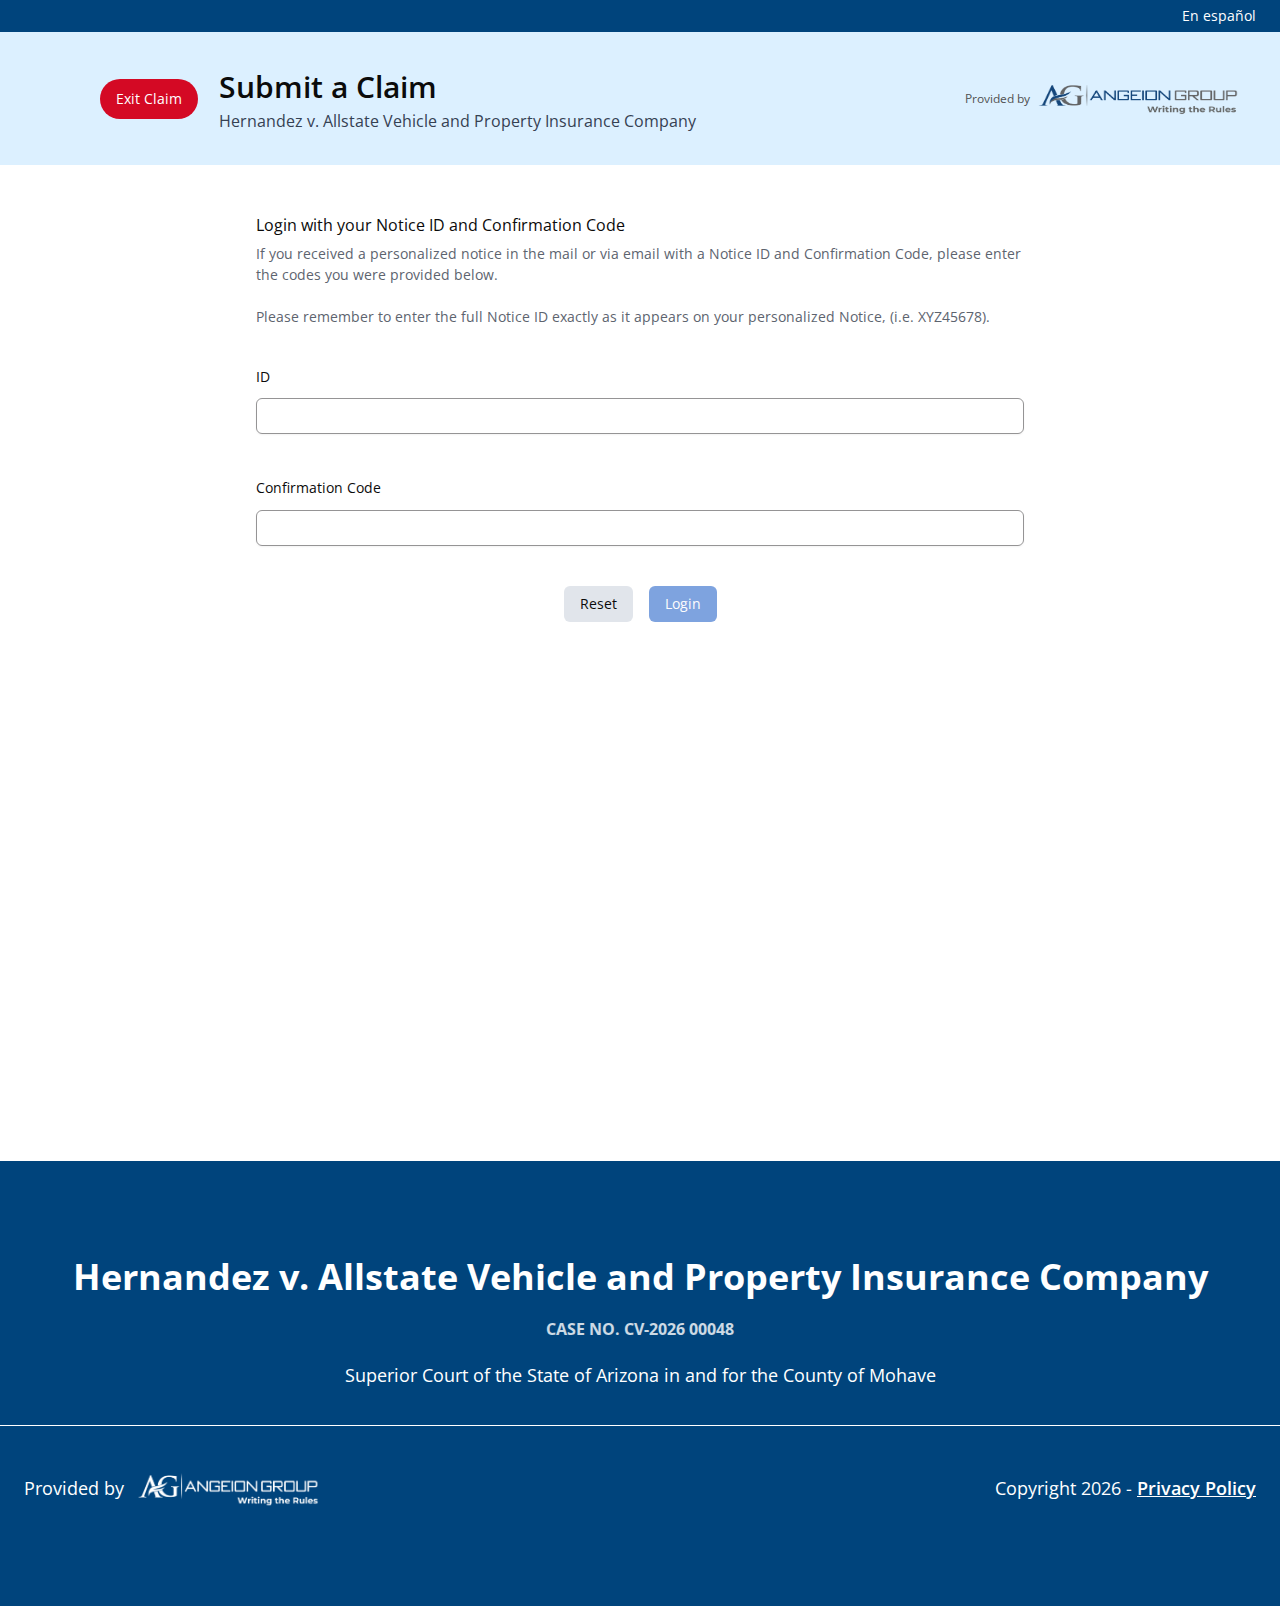 En español
Exit Claim
Submit a Claim
Hernandez v. Allstate Vehicle and Property Insurance Company
Provided by
AG ANGEION GROUP
Writing the Rules
Login with your Notice ID and Confirmation Code
If you received a personalized notice in the mail or via email with a Notice ID and Confirmation Code, please enter
the codes you were provided below.
Please remember to enter the full Notice ID exactly as it appears on your personalized Notice, (i.e. XYZ45678).
ID
Confirmation Code
Reset
Login
Hernandez v. Allstate Vehicle and Property Insurance Company
CASE NO. CV-2026 00048
Superior Court of the State of Arizona in and for the County of Mohave
Provided by
AG ANGEION GROUP
Writing the Rules
Copyright 2026 - Privacy Policy